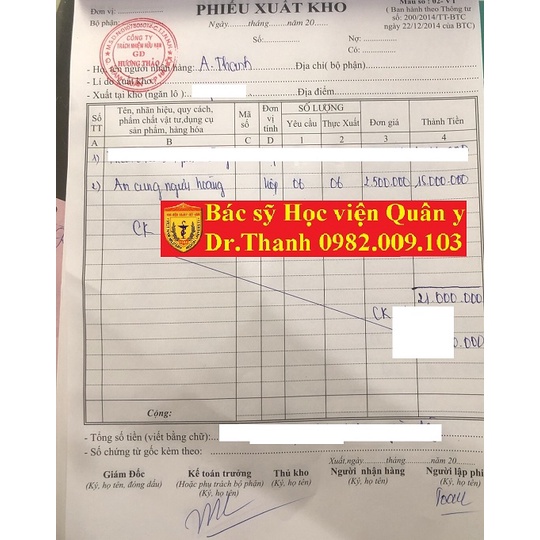 Đơn vị:...............
PHIẾU XUẤT KHO
Mẫu số : 02- VT
Bộ phận:
Ngày........tháng........năm 20......
( Ban hành theo Thông tư
số: 200/2014/TT-BTC
ngày 22/12/2014 của BTC)
Số:
Nợ:
Có:
CÔNG TY
TRÁCH NHIỆM HỮU HẠN
GĐ
HƯƠNG THẢO
- Họ, tên người nhận hàng: A. Thanh Địa chỉ (bộ phận)
- Lí do xuất kho:
- Xuất tại kho (ngăn lô) Địa điểm
Số TT Tên, nhãn hiệu, quy cách, phẩm chất vật tư,dụng cụ sản phẩm, hàng hóa Mã số Đơn vị tính SỐ LƯỢNG Yêu cầu Thực Xuất Đơn giá Thành Tiền
A B C D 1 2 3 4
1)
2) An cung ngưu hoàng hộp 06 06 2500.000 15.000.000
Bác sỹ Học viện Quân y
Dr.Thanh 0982.009.103
CK
21.000.000
CK
Cộng:
- Tổng số tiền (viết bằng chữ):
- Số chứng từ gốc kèm theo:
Xuất,ngày........tháng........năm 20...
Giám Đốc Kế toán trưởng Thủ kho Người nhận hàng Người lập phi
(Ký, họ tên. đóng dấu) (Hoặc phụ trách bộ phận) (Ký, họ tên) (Ký, họ tên) (Ký, họ tên)
(Ký, họ tên)